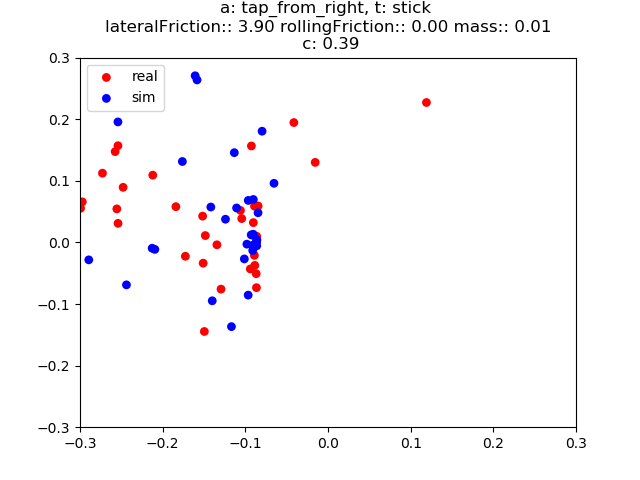 a: tap_from_right, t: stick
lateralFriction:: 3.90 rollingFriction:: 0.00 mass:: 0.01
c: 0.39
real
sim
0.3
0.2
0.1
0.0
−0.1
−0.2
−0.3
−0.3 −0.2 −0.1 0.0 0.1 0.2 0.3